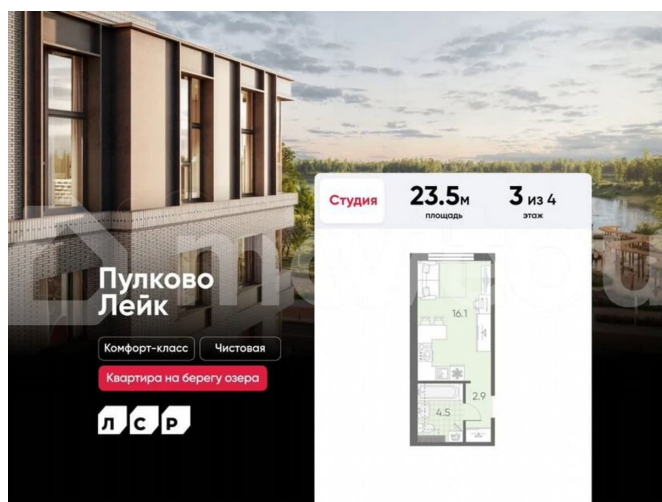 Студия
23.5м
площадь
3 из 4
этаж
Пулково
Лейк
Комфорт-класс
Чистовая
Квартира на берегу озера
ЛСР
16.1
2.9
4.5